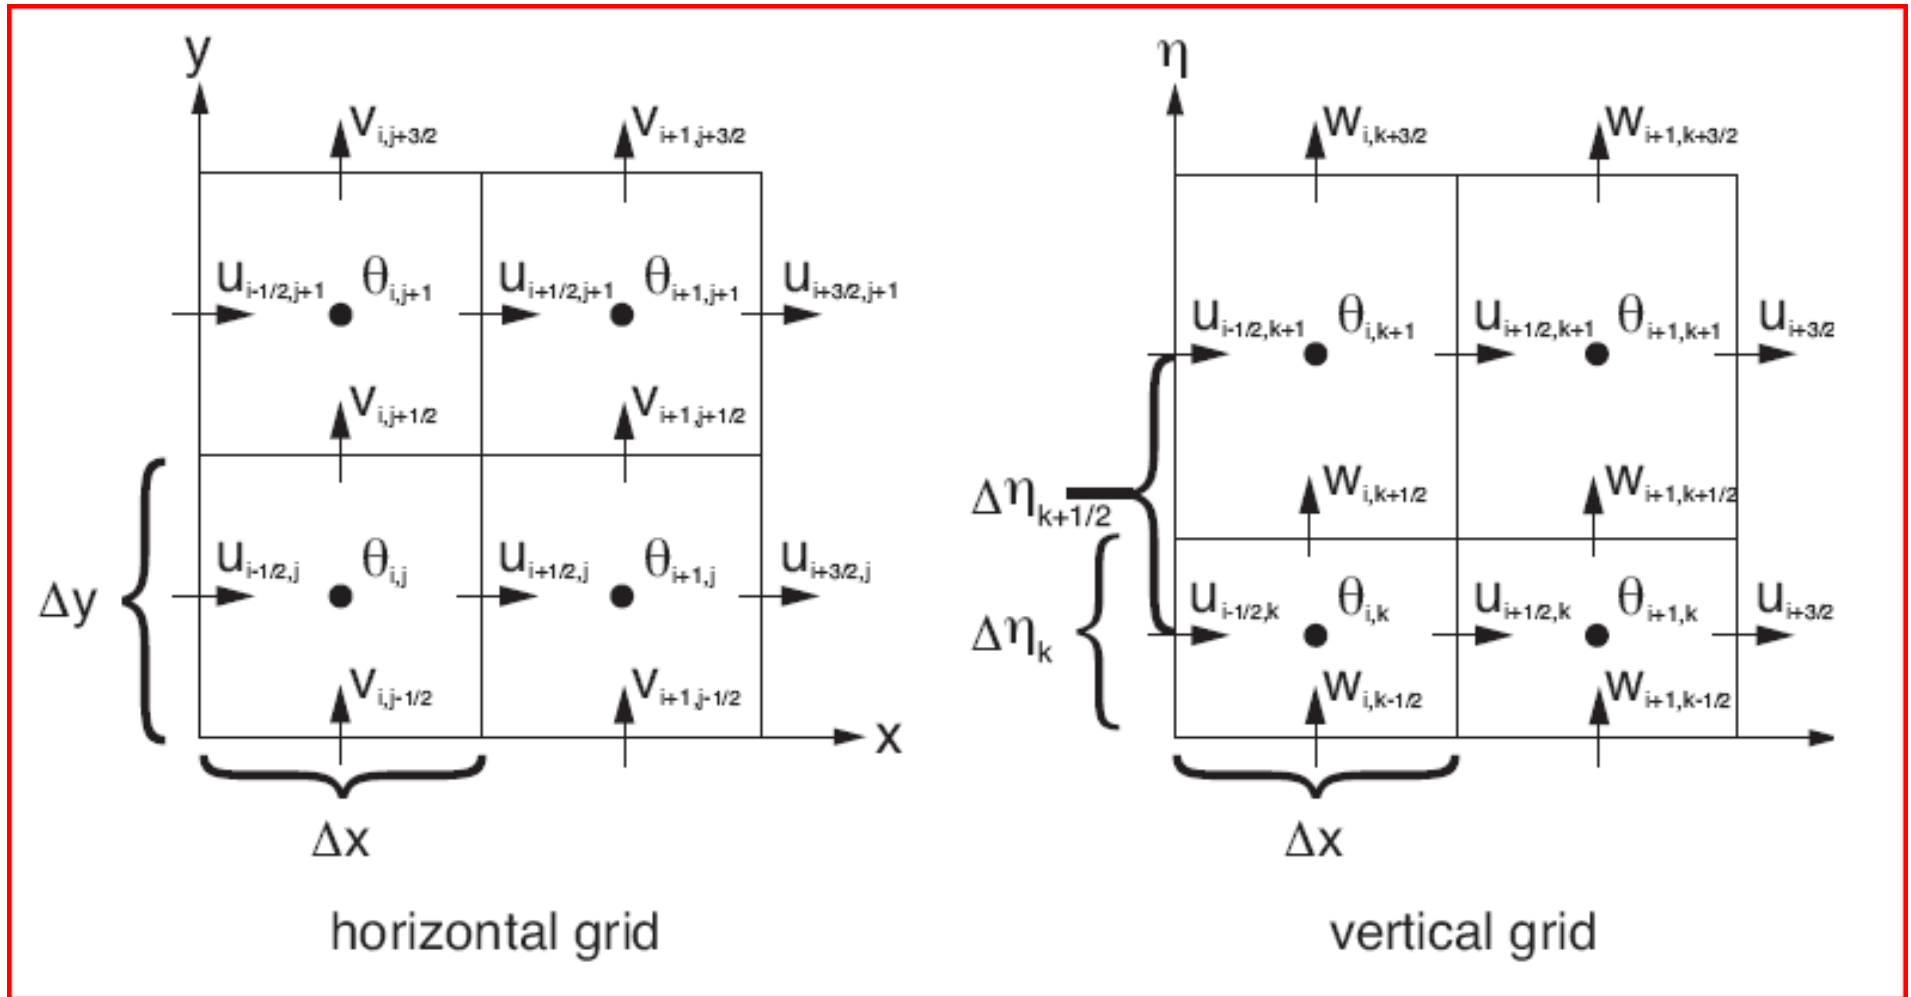 y
v i,j+3/2
v i+1,j+3/2
u i-1/2,j+1
θ i,j+1
u i+1/2,j+1
θ i+1,j+1
u i+3/2,j+1
v i,j+1/2
v i+1,j+1/2
Δy
u i-1/2,j
θ i,j
u i+1/2,j
θ i+1,j
u i+3/2,j
v i,j-1/2
v i+1,j-1/2
x
Δx
horizontal grid
η
w i,k+3/2
w i+1,k+3/2
u i-1/2,k+1
θ i,k+1
u i+1/2,k+1
θ i+1,k+1
u i+3/2
Δη k+1/2
w i,k+1/2
w i+1,k+1/2
Δη k
u i-1/2,k
θ i,k
u i+1/2,k
θ i+1,k
u i+3/2
w i,k-1/2
w i+1,k-1/2
Δx
vertical grid